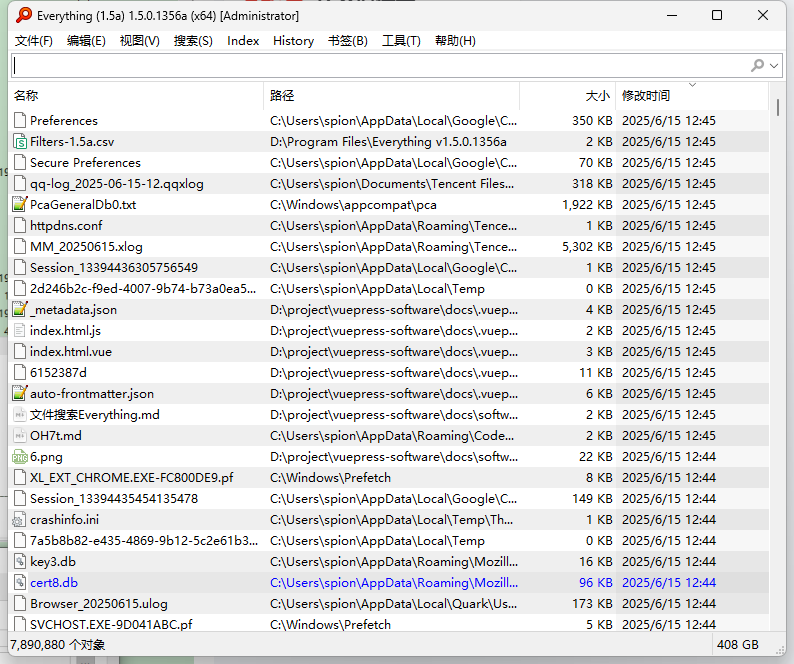 Everything (1.5a) 1.5.0.1356a (x64) [Administrator]
文件(F) 编辑(E) 视图(V) 搜索(S) Index History 书签(B) 工具(T) 帮助(H)
名称 路径 大小 修改时间
Preferences C:\Users\spion\AppData\Local\Google\C... 350 KB 2025/6/15 12:45
Filters-1.5a.csv D:\Program Files\Everything v1.5.0.1356a 2 KB 2025/6/15 12:45
Secure Preferences C:\Users\spion\AppData\Local\Google\C... 70 KB 2025/6/15 12:45
qq-log_2025-06-15-12.qqxlog C:\Users\spion\Documents\Tencent Files... 318 KB 2025/6/15 12:45
PcaGeneralDb0.txt C:\Windows\appcompat\pca 1,922 KB 2025/6/15 12:45
httpdns.conf C:\Users\spion\AppData\Roaming\Tence... 1 KB 2025/6/15 12:45
MM_20250615.xlog C:\Users\spion\AppData\Roaming\Tence... 5,302 KB 2025/6/15 12:45
Session_13394436305756549 C:\Users\spion\AppData\Local\Google\C... 1 KB 2025/6/15 12:45
2d246b2c-f9ed-4007-9b74-b73a0ea5... C:\Users\spion\AppData\Local\Temp 0 KB 2025/6/15 12:45
_metadata.json D:\project\vuepress-software\docs\.vuep... 4 KB 2025/6/15 12:45
index.html.js D:\project\vuepress-software\docs\.vuep... 2 KB 2025/6/15 12:45
index.html.vue D:\project\vuepress-software\docs\.vuep... 3 KB 2025/6/15 12:45
6152387d D:\project\vuepress-software\docs\.vuep... 11 KB 2025/6/15 12:45
auto-frontmatter.json D:\project\vuepress-software\docs\.vuep... 6 KB 2025/6/15 12:45
文件搜索Everything.md D:\project\vuepress-software\docs\softw... 2 KB 2025/6/15 12:45
OH7t.md C:\Users\spion\AppData\Roaming\Code... 2 KB 2025/6/15 12:45
6.png D:\project\vuepress-software\docs\softw... 22 KB 2025/6/15 12:45
XL_EXT_CHROME.EXE-FC800DE9.pf C:\Windows\Prefetch 8 KB 2025/6/15 12:44
Session_13394435454135478 C:\Users\spion\AppData\Local\Google\C... 149 KB 2025/6/15 12:44
crashinfo.ini C:\Users\spion\AppData\Local\Temp\Th... 1 KB 2025/6/15 12:44
7a5b8b82-e435-4869-9b12-5c2e61b3... C:\Users\spion\AppData\Local\Temp 0 KB 2025/6/15 12:44
key3.db C:\Users\spion\AppData\Roaming\Mozill... 16 KB 2025/6/15 12:44
cert8.db C:\Users\spion\AppData\Roaming\Mozill... 96 KB 2025/6/15 12:44
Browser_20250615.ulog C:\Users\spion\AppData\Local\Quark\Us... 173 KB 2025/6/15 12:44
SVCHOST.EXE-9D041ABC.pf C:\Windows\Prefetch 5 KB 2025/6/15 12:44
7,890,880 个对象 408 GB